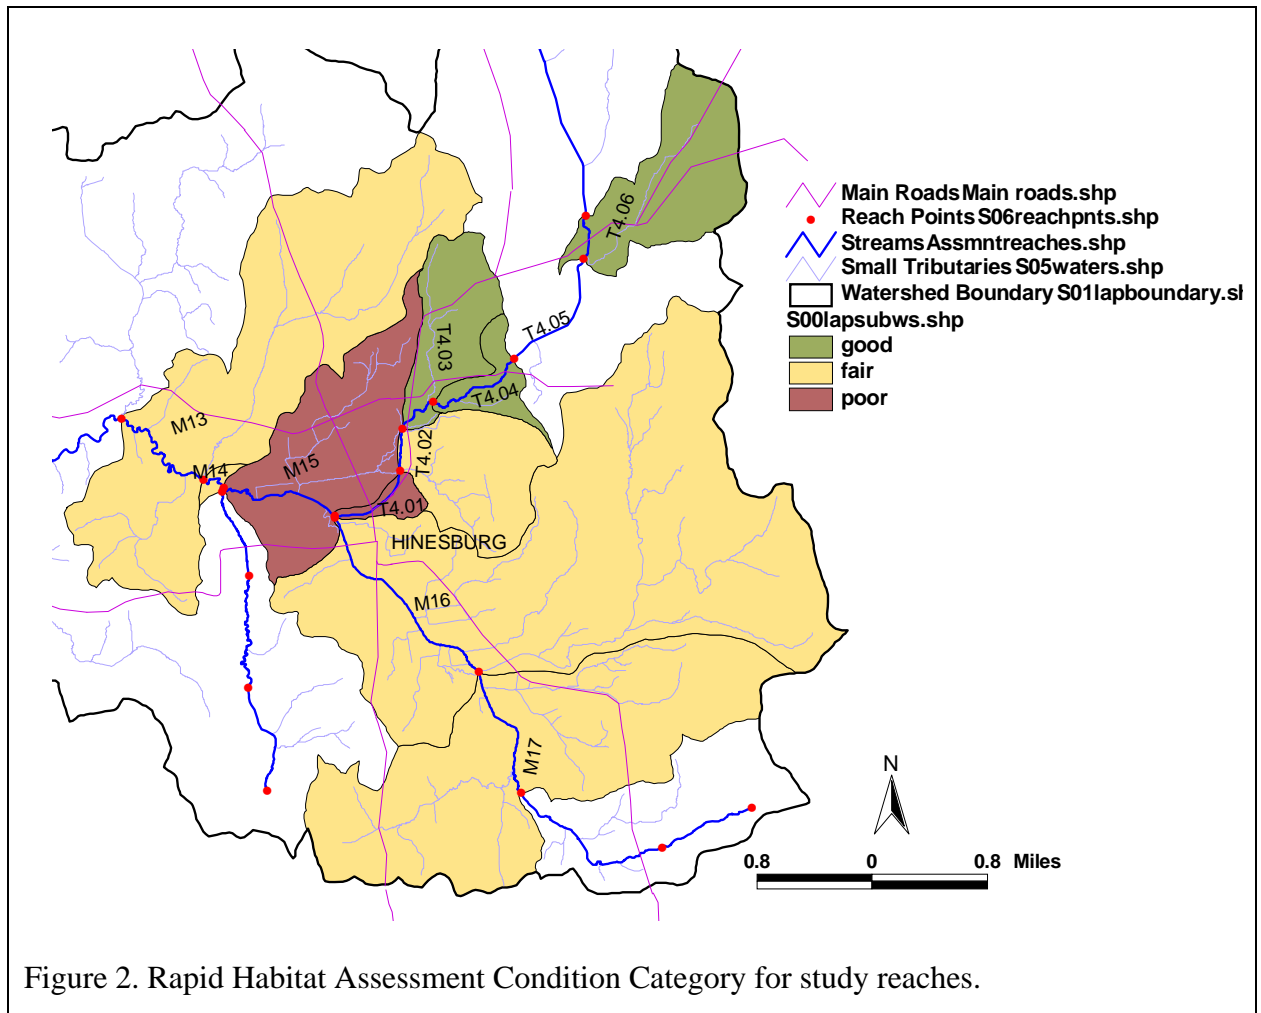 Main Roads Main roads.shp
Reach Points S06reachpnts.shp
Streams Assmntreaches.shp
Small Tributaries S05waters.shp
Watershed Boundary S01lapboundary.sh
S00lapsubws.shp
good
fair
poor
T4.06
T4.05
T4.03
T4.04
M13
T4.02
M14
M15
T4.01
HINESBURG
M16
M17
N
0.8 0 0.8 Miles
Figure 2. Rapid Habitat Assessment Condition Category for study reaches.